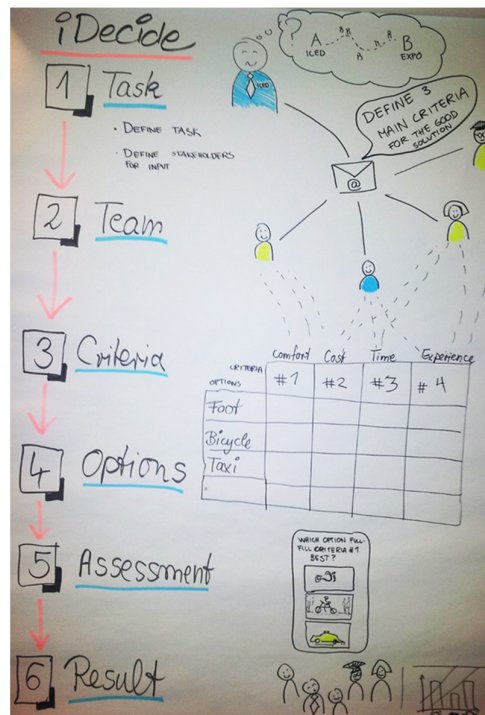 iDecide
1 Task
• DEFINE TASK
• DEFINE STAKEHOLDERS
FOR INPUT
?
A
ICED
B
EXPO
ICED
DEFINE 3
MAIN CRITERIA
FOR THE GOOD
SOLUTION
@
2 Team
3 Criteria
Comfort Cost Time Experience
CRITERIA
OPTIONS
#1 #2 #3 #4
Foot
Bicycle
Taxi
4 Options
5 Assessment
WHICH OPTION FULL-
FILL CRITERIA #1
BEST?
6 Result